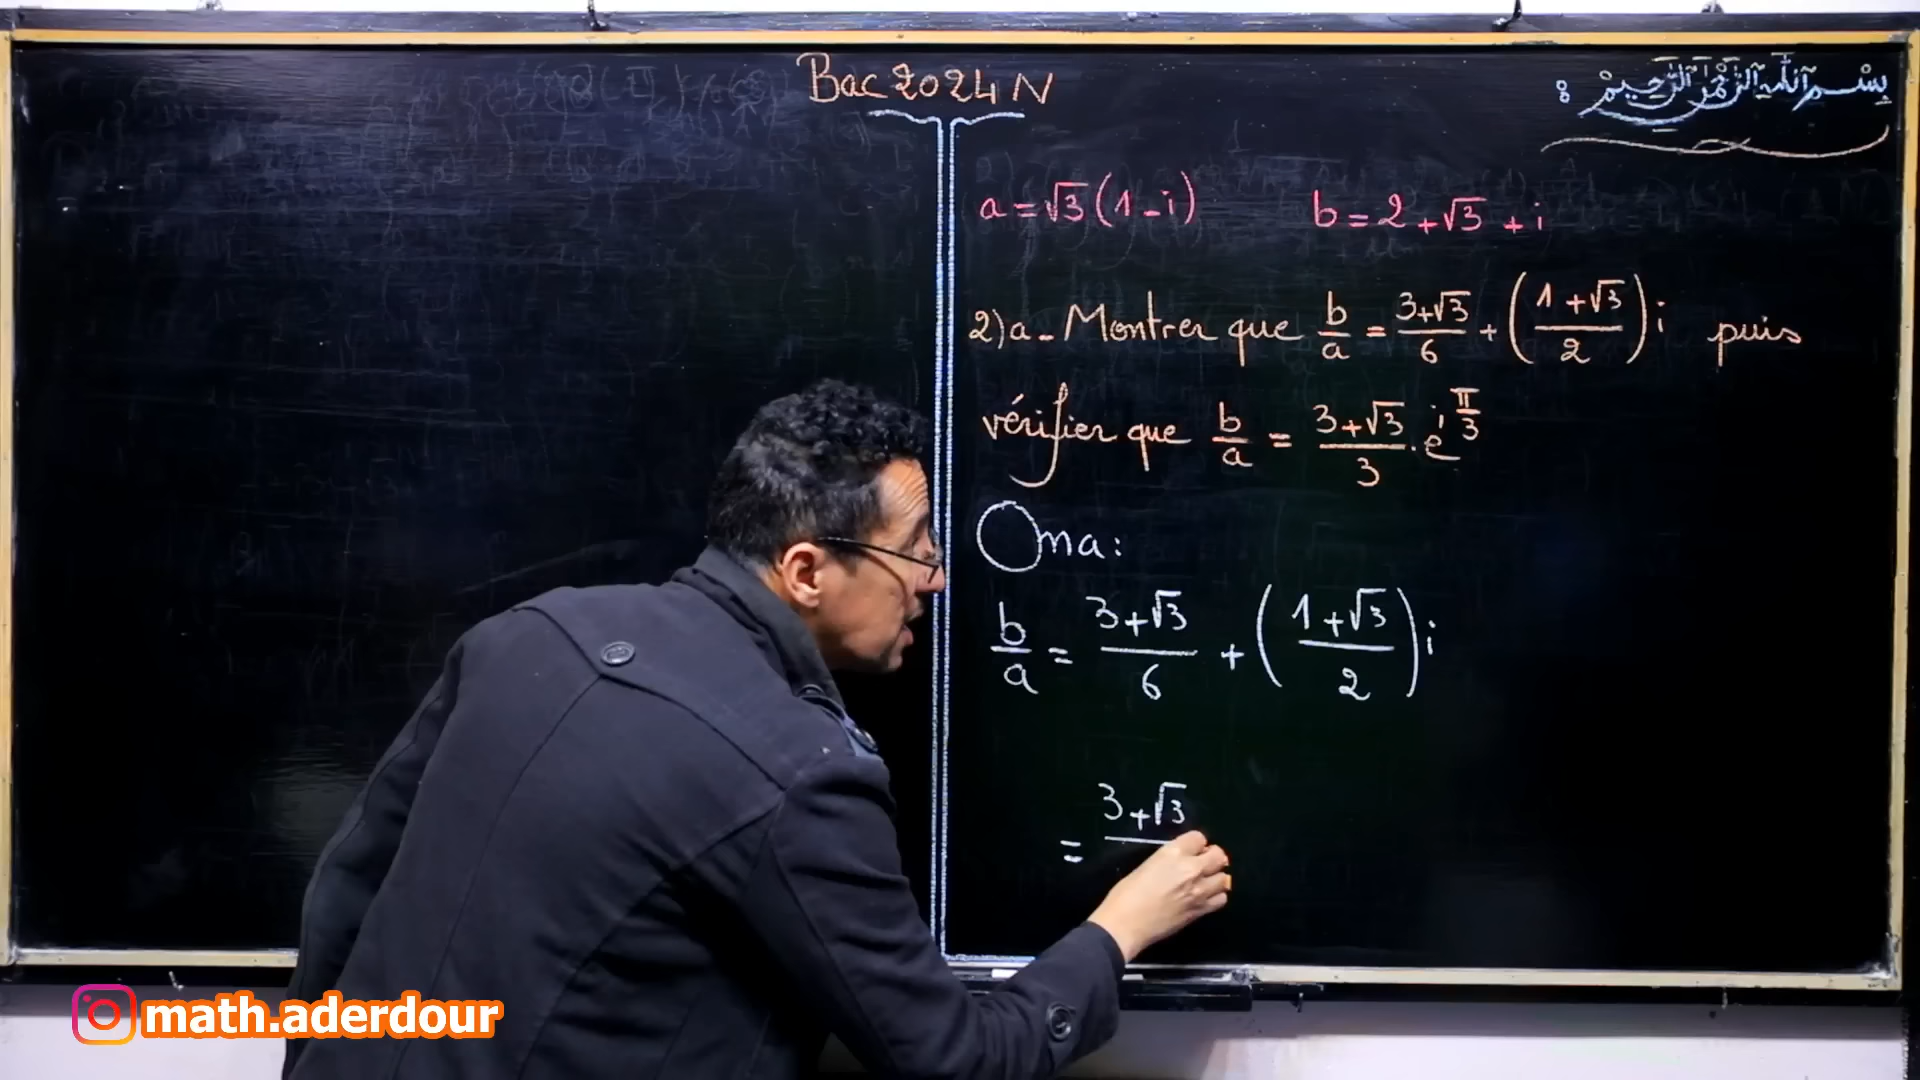 Bac 2024 N
بسم الله الرحمن الرحيم :
a = √3(1 - i)    b = 2 + √3 + i
2) a - Montrer que b/a = (3+√3)/6 + ((1+√3)/2) i puis
vérifier que b/a = (3+√3)/3 . e^(i π/3)
On a :
b/a = (3+√3)/6 + ((1+√3)/2) i
= 3+√3
math.aderdour